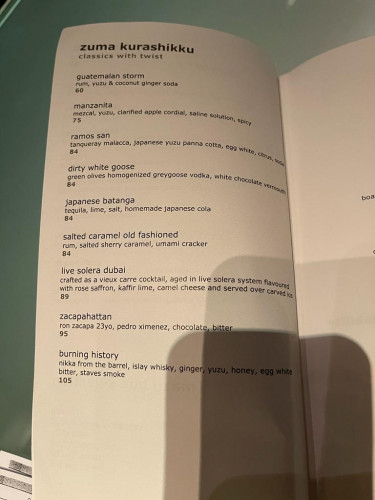 zuma kurashikku
classics with twist
guatemalan storm
rum, yuzu & coconut ginger soda
60
manzanita
mezcal, yuzu, clarified apple cordial, saline solution, spicy
75
ramos san
tanqueray malacca, japanese yuzu panna cotta, egg white, citrus, soda
84
dirty white goose
green olives homogenized greygoose vodka, white chocolate vermouth
84
japanese batanga
tequila, lime, salt, homemade japanese cola
84
salted caramel old fashioned
rum, salted sherry caramel, umami cracker
84
live solera dubai
crafted as a vieux carre cocktail, aged in live solera system flavoured
with rose saffron, kaffir lime, camel cheese and served over carved ice
89
zacapahattan
ron zacapa 23yo, pedro ximenez, chocolate, bitter
95
burning history
nikka from the barrel, islay whisky, ginger, yuzu, honey, egg white
bitter, staves smoke
105
boa